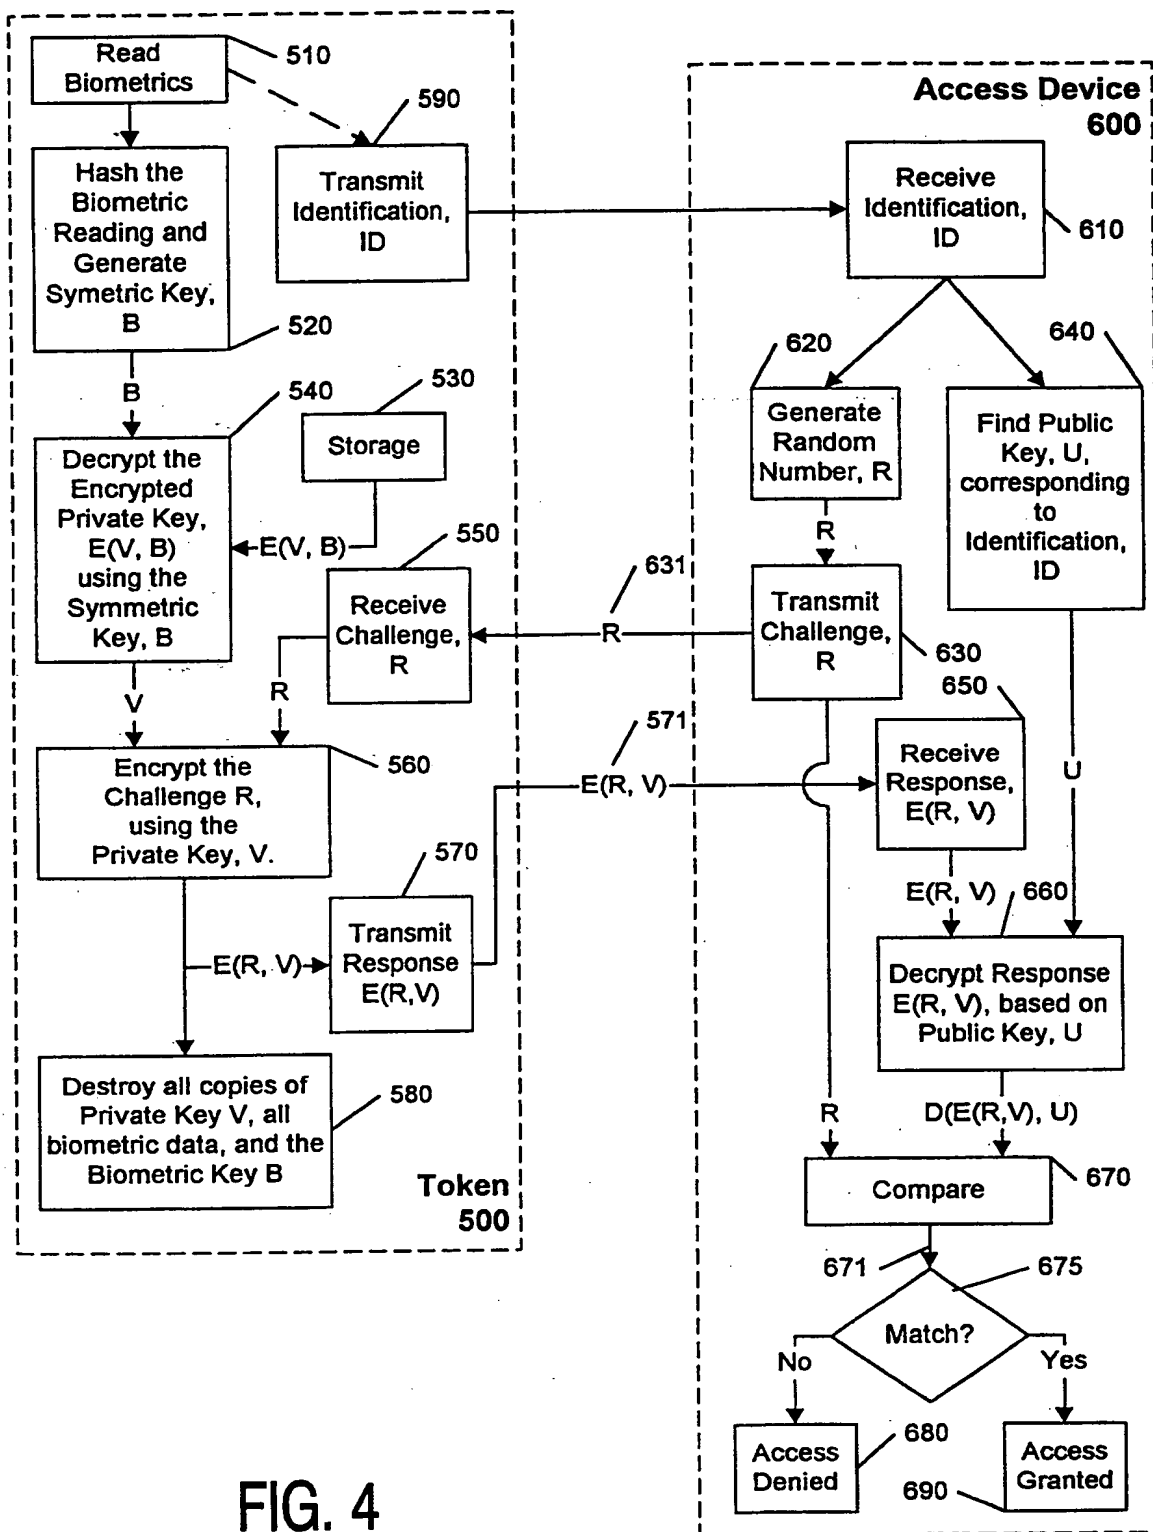 Read
Biometrics
510
590
Access Device
600
Hash the
Biometric
Reading and
Generate
Symetric Key,
B
520
Transmit
Identification,
ID
Receive
Identification,
ID
610
B
540
530
Storage
620
640
Generate
Random
Number, R
Find Public
Key, U,
corresponding
to
Identification,
ID
Decrypt the
Encrypted
Private Key,
E(V, B)
using the
Symmetric
Key, B
E(V, B)
550
Receive
Challenge,
R
631
R
R
Transmit
Challenge,
R
630
V
R
571
650
Encrypt the
Challenge R,
using the
Private Key, V.
560
E(R, V)
Receive
Response,
E(R, V)
U
570
E(R, V)
Transmit
Response
E(R,V)
E(R, V)
660
Decrypt Response
E(R, V), based on
Public Key, U
Destroy all copies of
Private Key V, all
biometric data, and the
Biometric Key B
580
Token
500
R
D(E(R,V), U)
Compare
670
671
675
Match?
No
Yes
Access
Denied
680
Access
Granted
690
FIG. 4